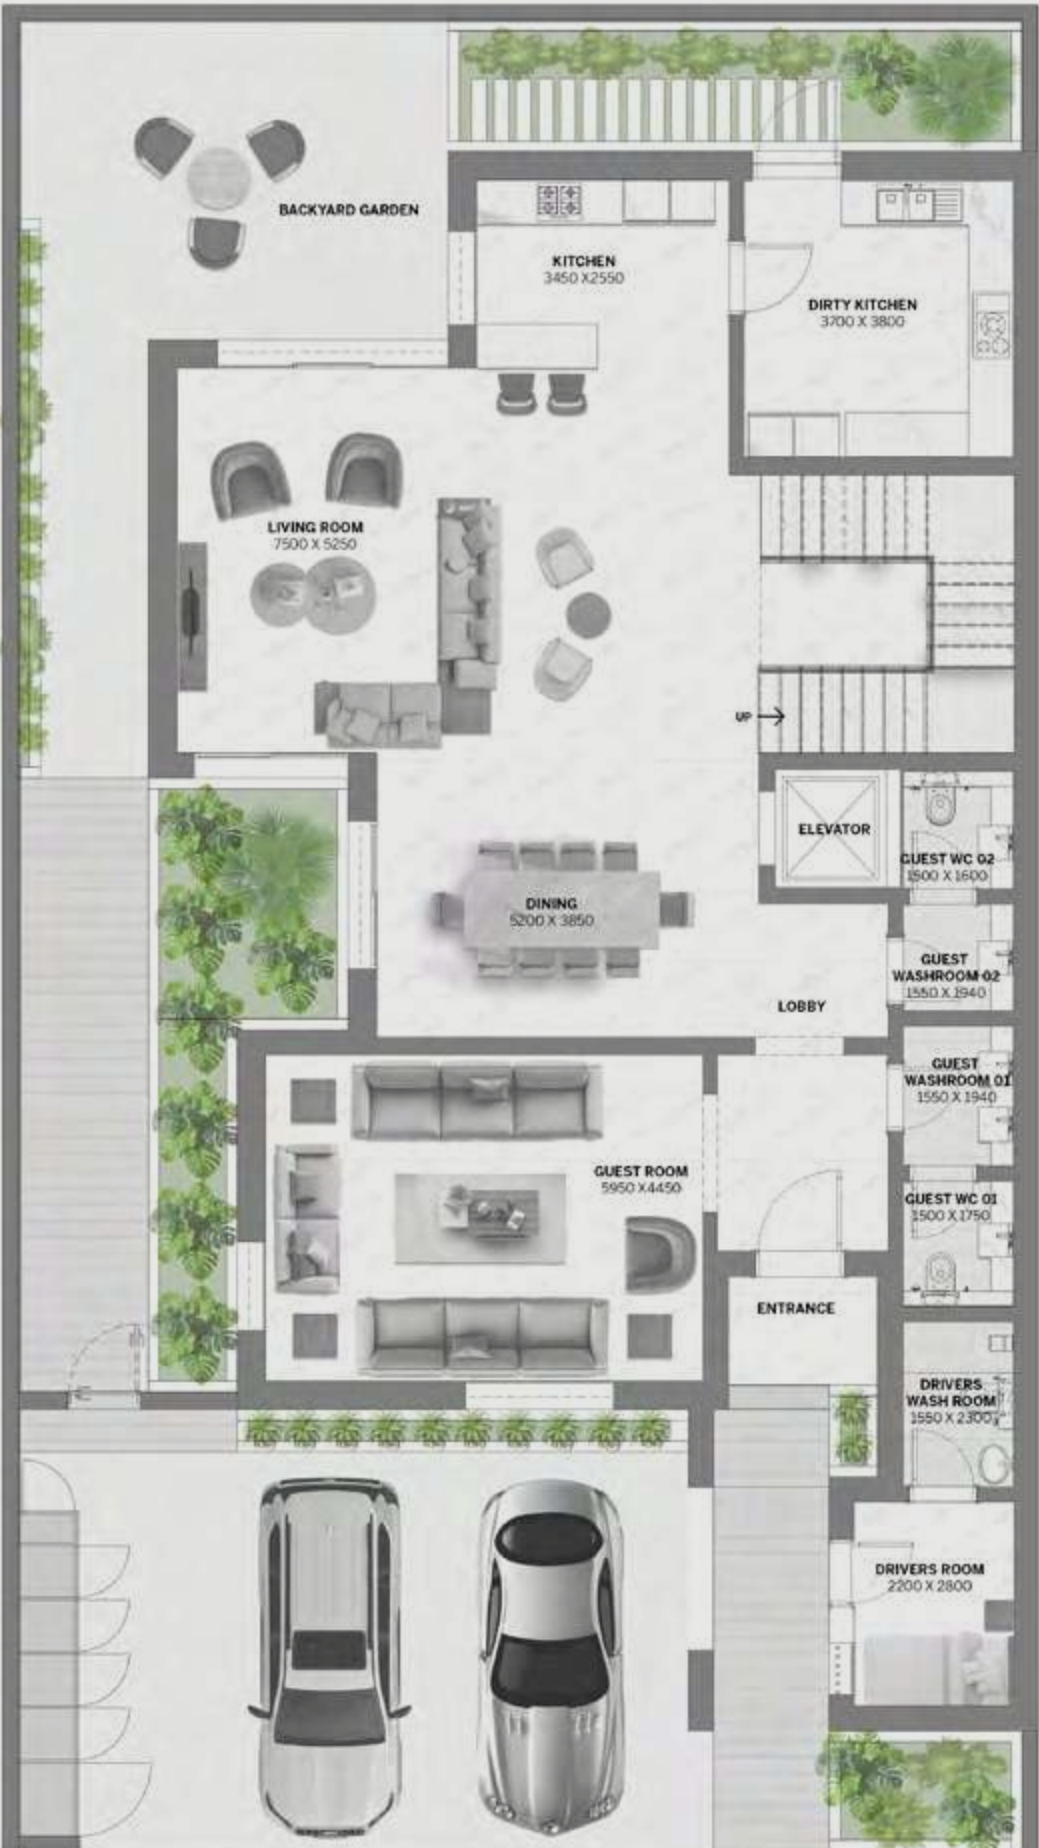 BACKYARD GARDEN
KITCHEN
3450 X2550
DIRTY KITCHEN
3700 X 3800
LIVING ROOM
7500 X 5250
UP
ELEVATOR
GUEST WC 02
1500 X 1600
DINING
5200 X 3850
GUEST
WASHROOM 02
1550 X 1940
LOBBY
GUEST
WASHROOM 01
1550 X 1940
GUEST ROOM
5950 X4450
GUEST WC 01
1500 X 1750
ENTRANCE
DRIVERS
WASH ROOM
1550 X 2300
DRIVERS ROOM
2200 X 2800